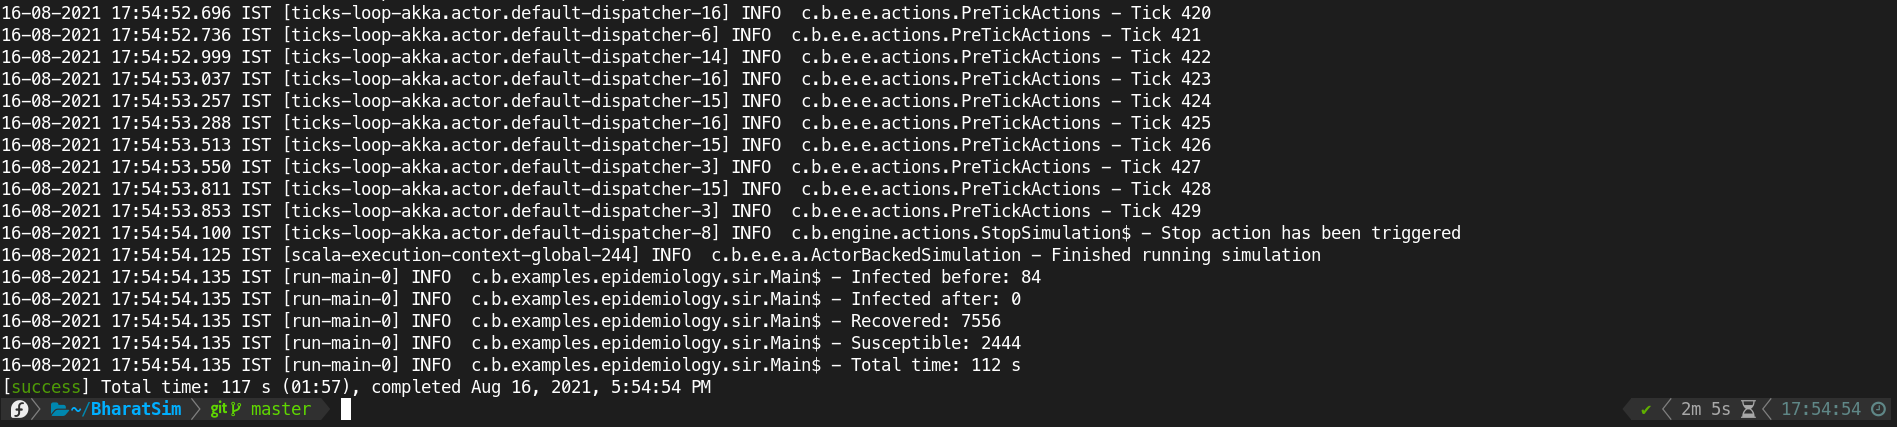 16-08-2021 17:54:52.696 IST [ticks-loop-akka.actor.default-dispatcher-16] INFO  c.b.e.e.actions.PreTickActions - Tick 420
16-08-2021 17:54:52.736 IST [ticks-loop-akka.actor.default-dispatcher-6] INFO  c.b.e.e.actions.PreTickActions - Tick 421
16-08-2021 17:54:52.999 IST [ticks-loop-akka.actor.default-dispatcher-14] INFO  c.b.e.e.actions.PreTickActions - Tick 422
16-08-2021 17:54:53.037 IST [ticks-loop-akka.actor.default-dispatcher-16] INFO  c.b.e.e.actions.PreTickActions - Tick 423
16-08-2021 17:54:53.257 IST [ticks-loop-akka.actor.default-dispatcher-15] INFO  c.b.e.e.actions.PreTickActions - Tick 424
16-08-2021 17:54:53.288 IST [ticks-loop-akka.actor.default-dispatcher-16] INFO  c.b.e.e.actions.PreTickActions - Tick 425
16-08-2021 17:54:53.513 IST [ticks-loop-akka.actor.default-dispatcher-15] INFO  c.b.e.e.actions.PreTickActions - Tick 426
16-08-2021 17:54:53.550 IST [ticks-loop-akka.actor.default-dispatcher-3] INFO  c.b.e.e.actions.PreTickActions - Tick 427
16-08-2021 17:54:53.811 IST [ticks-loop-akka.actor.default-dispatcher-15] INFO  c.b.e.e.actions.PreTickActions - Tick 428
16-08-2021 17:54:53.853 IST [ticks-loop-akka.actor.default-dispatcher-3] INFO  c.b.e.e.actions.PreTickActions - Tick 429
16-08-2021 17:54:54.100 IST [ticks-loop-akka.actor.default-dispatcher-8] INFO  c.b.engine.actions.StopSimulation$ - Stop action has been triggered
16-08-2021 17:54:54.125 IST [scala-execution-context-global-244] INFO  c.b.e.e.a.ActorBackedSimulation - Finished running simulation
16-08-2021 17:54:54.135 IST [run-main-0] INFO  c.b.examples.epidemiology.sir.Main$ - Infected before: 84
16-08-2021 17:54:54.135 IST [run-main-0] INFO  c.b.examples.epidemiology.sir.Main$ - Infected after: 0
16-08-2021 17:54:54.135 IST [run-main-0] INFO  c.b.examples.epidemiology.sir.Main$ - Recovered: 7556
16-08-2021 17:54:54.135 IST [run-main-0] INFO  c.b.examples.epidemiology.sir.Main$ - Susceptible: 2444
16-08-2021 17:54:54.135 IST [run-main-0] INFO  c.b.examples.epidemiology.sir.Main$ - Total time: 112 s
[success] Total time: 117 s (01:57), completed Aug 16, 2021, 5:54:54 PM
~/BharatSim git master ✔ 2m 5s 17:54:54